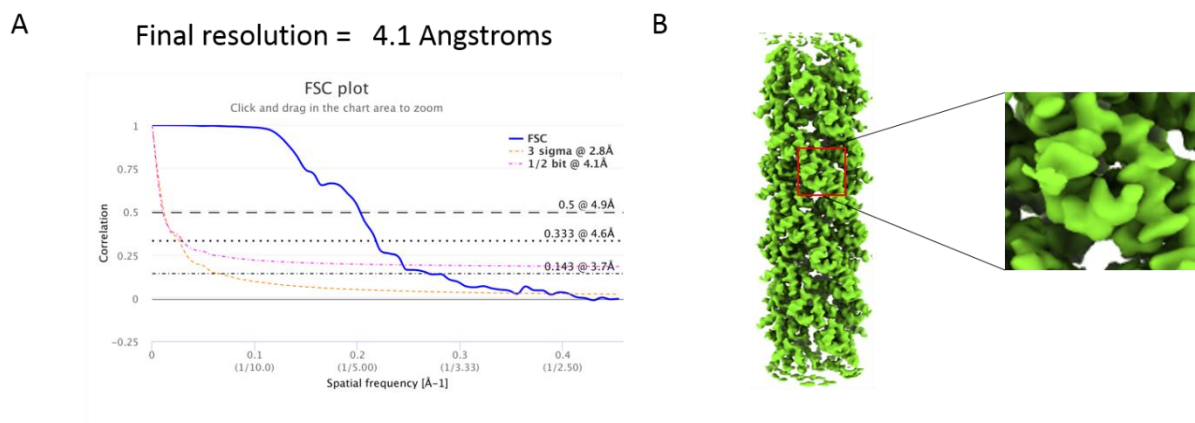 A
Final resolution = 4.1 Angstroms
B
FSC plot
Click and drag in the chart area to zoom
1
0.75
0.5
0.25
0
-0.25
Correlation
FSC
3 sigma @ 2.8Å
1/2 bit @ 4.1Å
0.5 @ 4.9Å
0.333 @ 4.6Å
0.143 @ 3.7Å
0
0.1
(1/10.0)
0.2
(1/5.00)
0.3
(1/3.33)
0.4
(1/2.50)
Spatial frequency [Å-1]